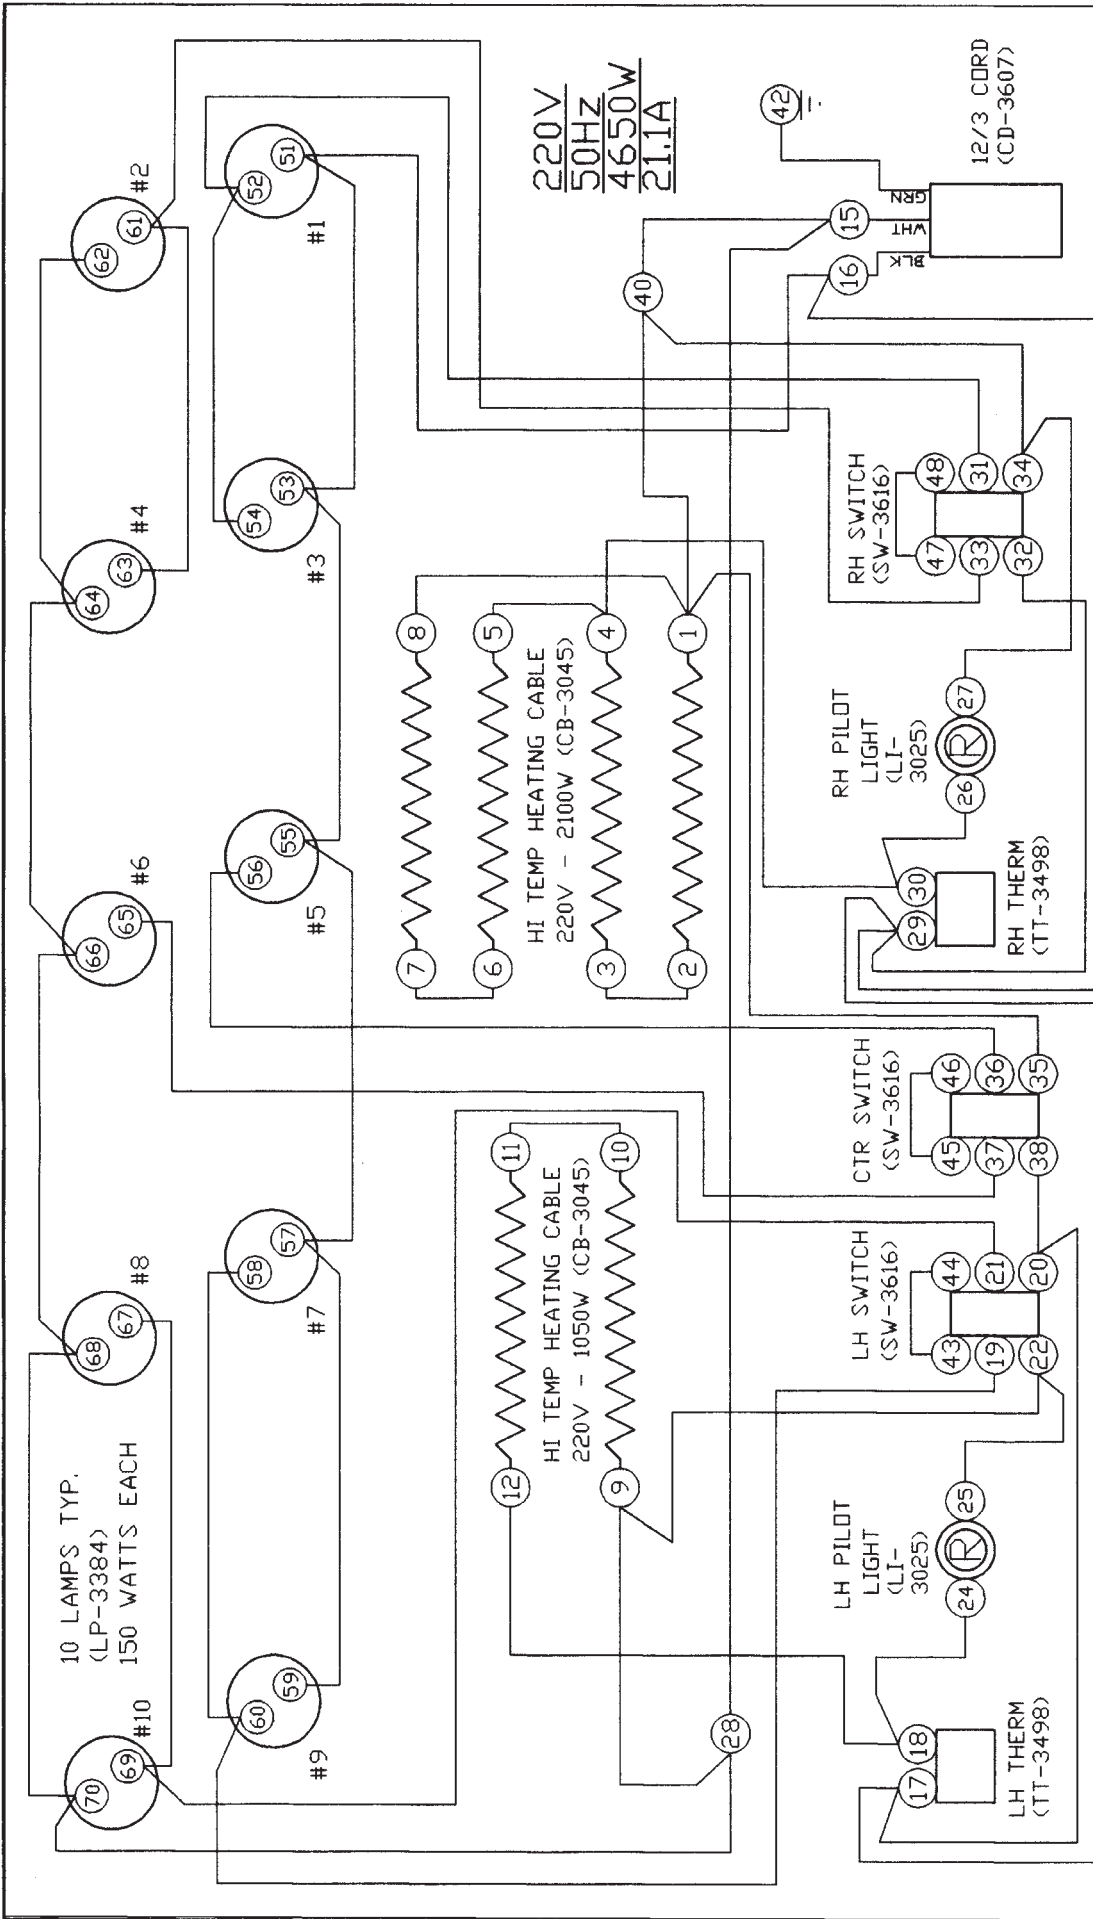 10 LAMPS TYP.
(LP-3384)
150 WATTS EACH
#10
70
69
#8
68
67
#6
66
65
#4
64
63
#2
62
61
#9
60
59
#7
58
57
#5
56
55
#3
54
53
#1
52
51
220V
50Hz
4650W
21.1A
12
11
HI TEMP HEATING CABLE
220V - 1050W (CB-3045)
9
10
7
8
6
5
HI TEMP HEATING CABLE
220V - 2100W (CB-3045)
3
4
2
1
28
40
42
LH PILOT
LIGHT
(LI-
3025)
24
R
25
LH SWITCH
(SW-3616)
43
44
19
21
22
20
CTR SWITCH
(SW-3616)
45
46
37
36
38
35
RH PILOT
LIGHT
(LI-
3025)
26
R
27
RH SWITCH
(SW-3616)
47
48
33
31
32
34
16
15
BLK
WHT
GRN
12/3 CORD
(CD-3607)
17
18
LH THERM
(TT-3498)
29
30
RH THERM
(TT-3498)